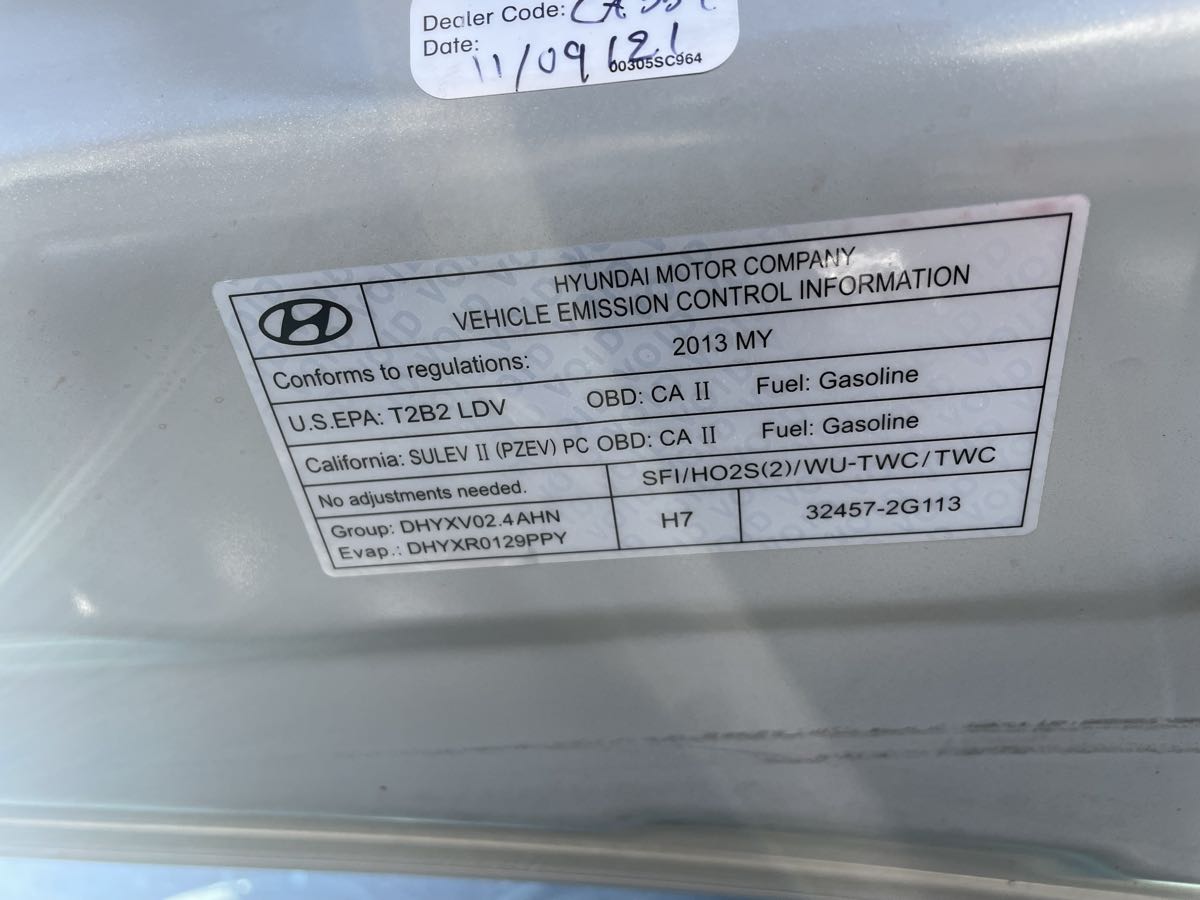 Dealer Code:
Date: 11/09/21
00305SC964
HYUNDAI MOTOR COMPANY
VEHICLE EMISSION CONTROL INFORMATION
Conforms to regulations: 2013 MY
U.S.EPA: T2B2 LDV OBD: CA II Fuel: Gasoline
California: SULEV II (PZEV) PC OBD: CA II Fuel: Gasoline
No adjustments needed. SFI/HO2S(2)/WU-TWC/TWC
Group: DHYXV02.4AHN
Evap.: DHYXR0129PPY H7 32457-2G113